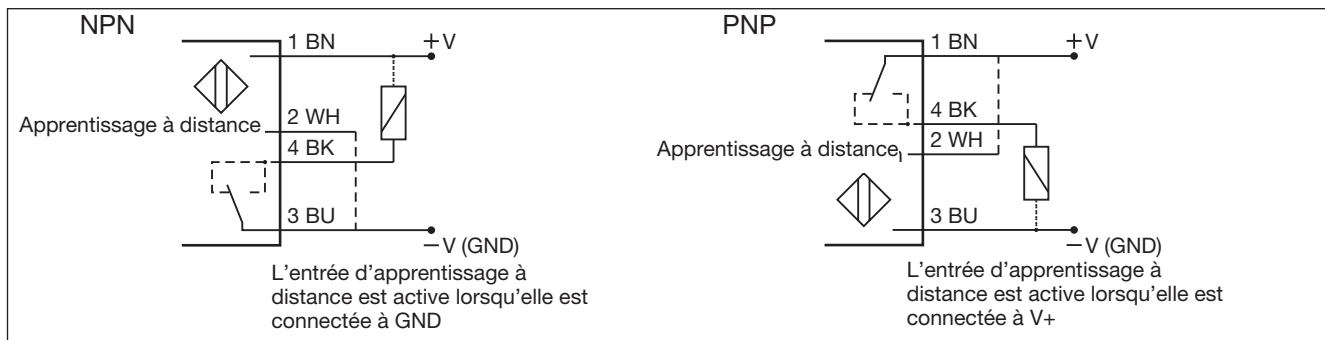 NPN
1 BN
+V
Apprentissage à distance
2 WH
4 BK
3 BU
−V (GND)
L'entrée d'apprentissage à
distance est active lorsqu'elle est
connectée à GND
PNP
1 BN
+V
4 BK
Apprentissage à distance
2 WH
3 BU
−V (GND)
L'entrée d'apprentissage à
distance est active lorsqu'elle est
connectée à V+